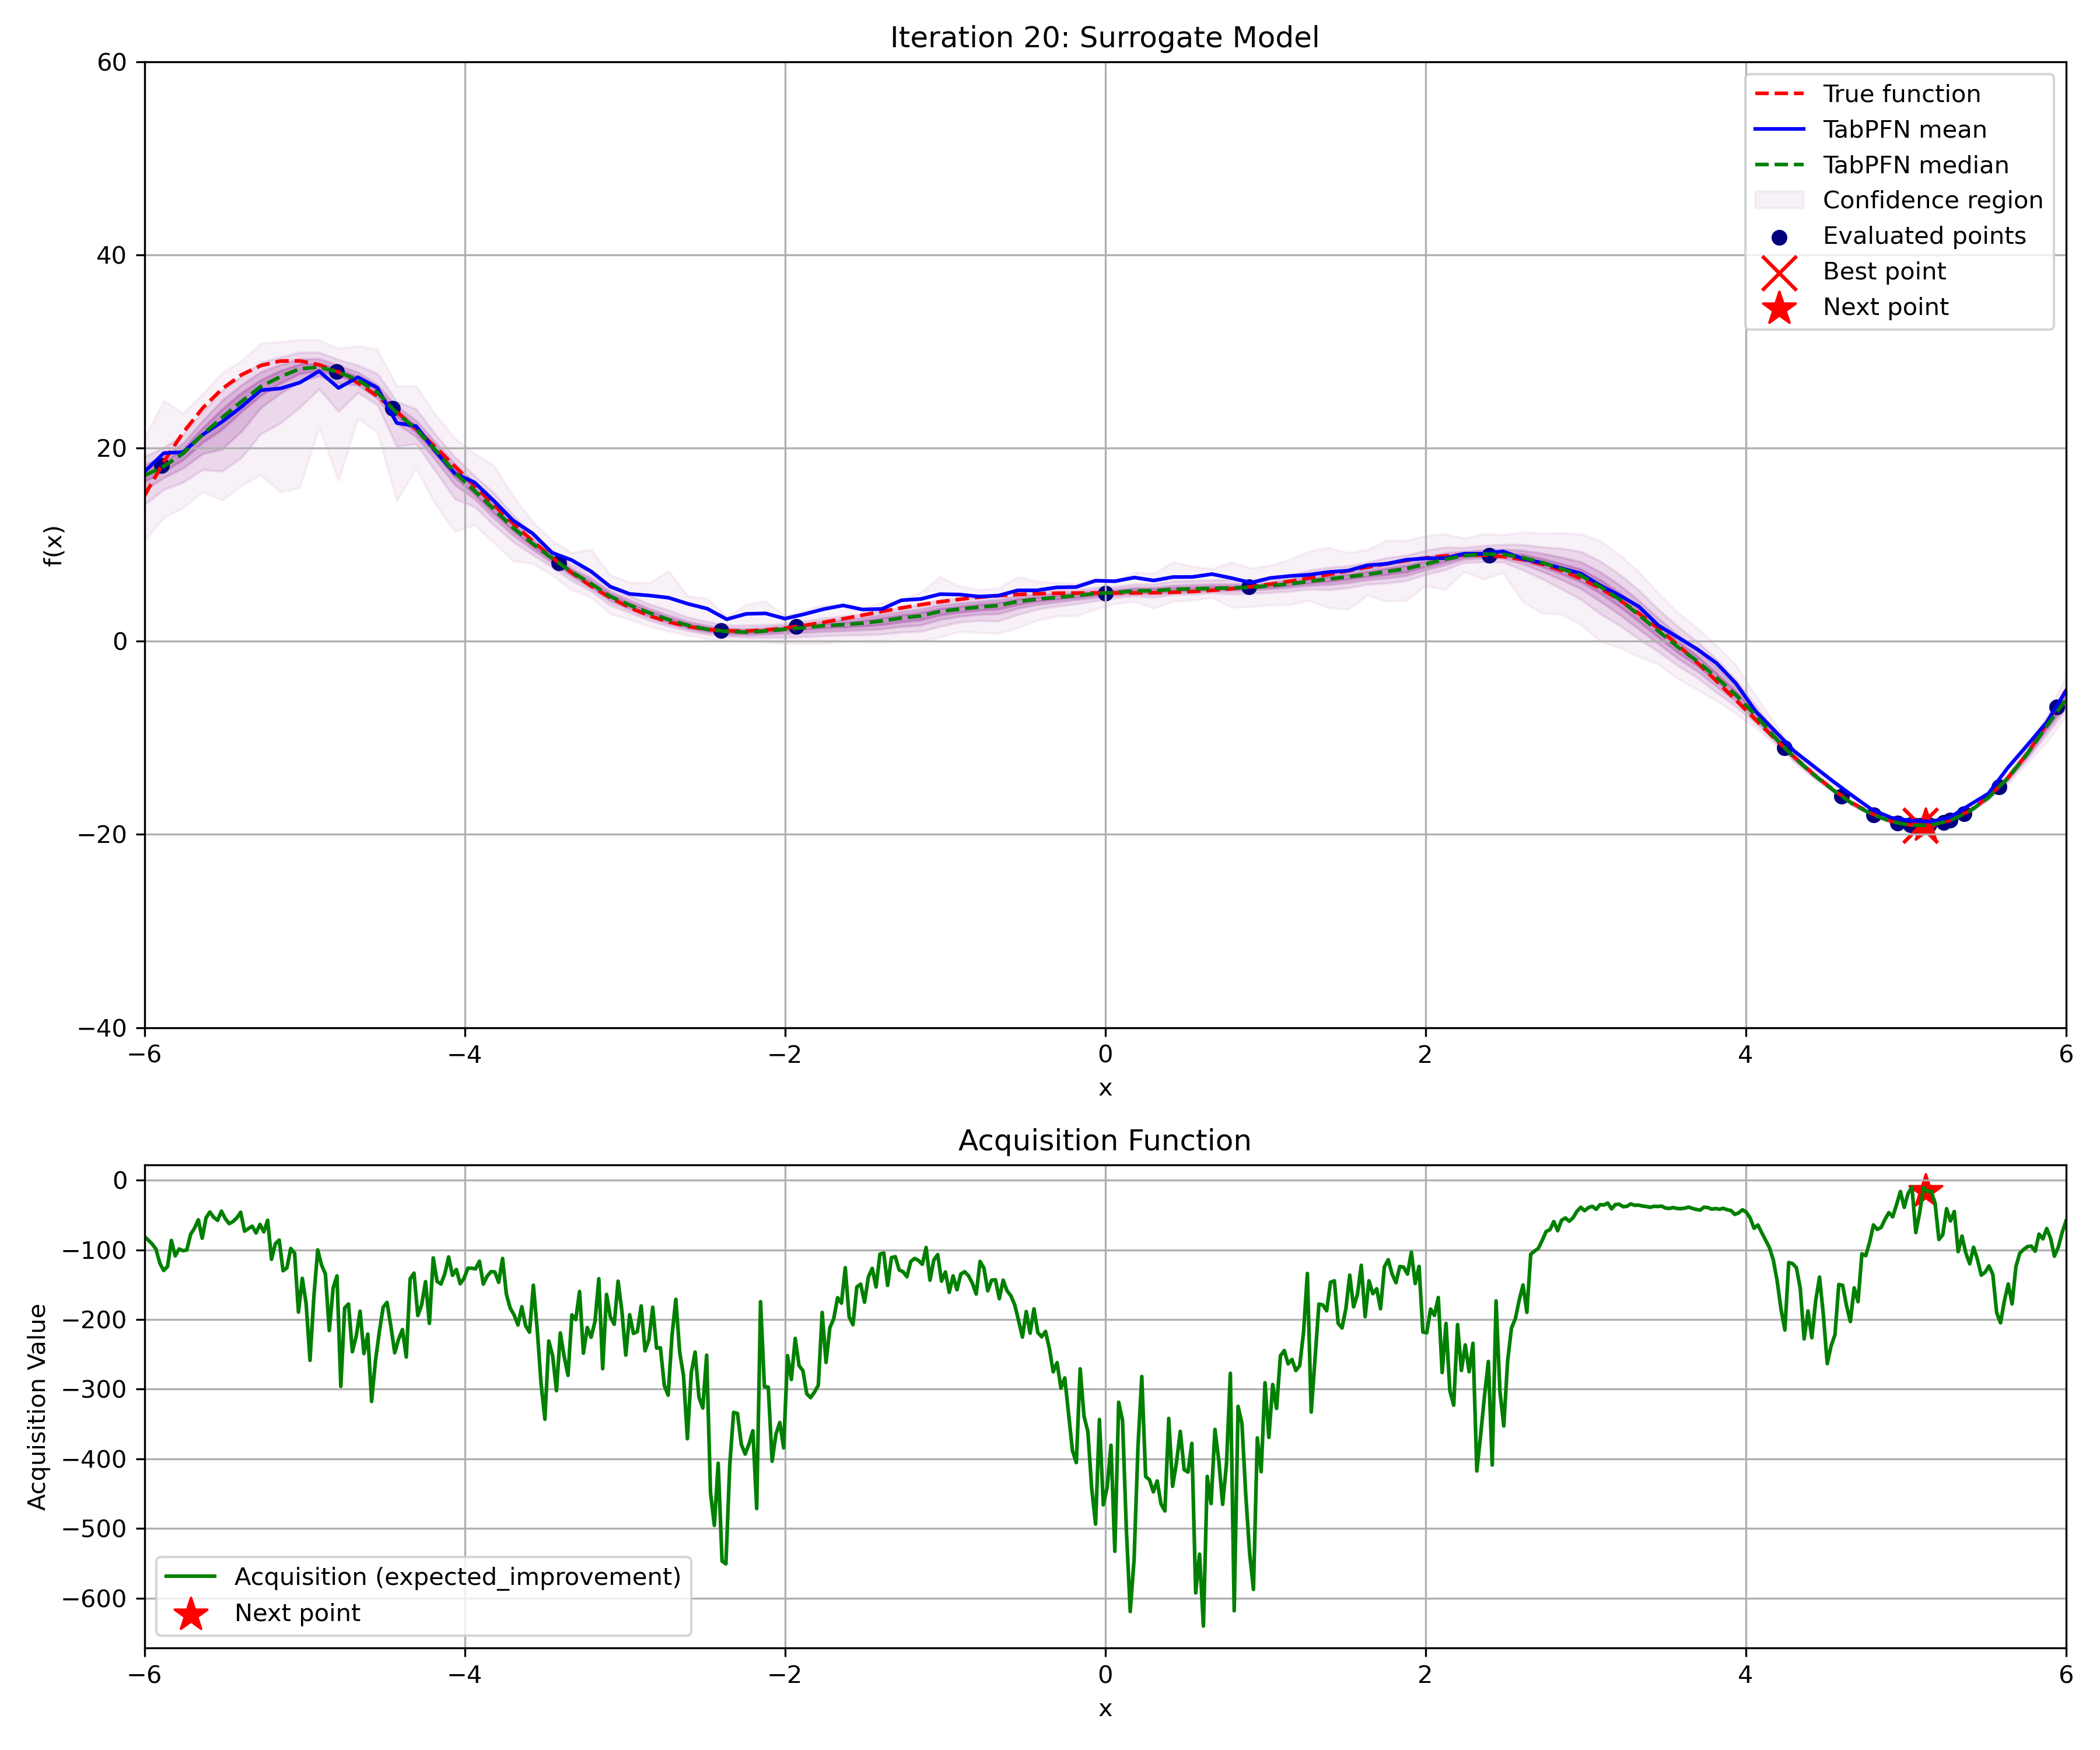 Iteration 20: Surrogate Model
60
40
20
0
−20
−40
f(x)
True function
TabPFN mean
TabPFN median
Confidence region
Evaluated points
Best point
Next point
−6
−4
−2
0
2
4
6
x
Acquisition Function
0
−100
−200
−300
−400
−500
−600
Acquisition Value
Acquisition (expected_improvement)
Next point
−6
−4
−2
0
2
4
6
x